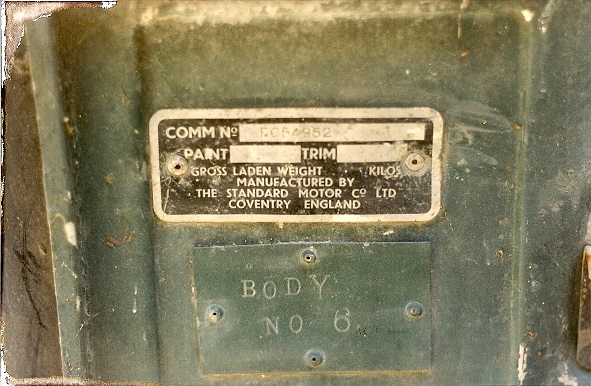 COMM Nº EC54952
PAINT TRIM
GROSS LADEN WEIGHT KILOS
MANUFACTURED BY
THE STANDARD MOTOR Cº LTD
COVENTRY ENGLAND
BODY
NO 6